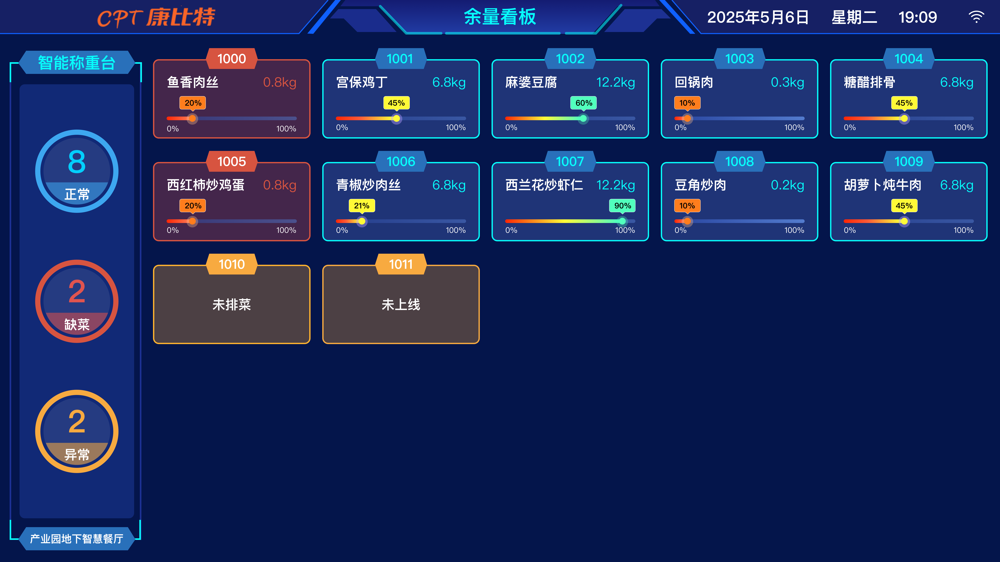 CPT 康比特
余量看板
2025年5月6日 星期二 19:09
智能称重台
8
正常
2
缺菜
2
异常
产业园地下智慧餐厅
1000
鱼香肉丝 0.8kg
20%
0% 100%
1001
宫保鸡丁 6.8kg
45%
0% 100%
1002
麻婆豆腐 12.2kg
60%
0% 100%
1003
回锅肉 0.3kg
10%
0% 100%
1004
糖醋排骨 6.8kg
45%
0% 100%
1005
西红柿炒鸡蛋 0.8kg
20%
0% 100%
1006
青椒炒肉丝 6.8kg
21%
0% 100%
1007
西兰花炒虾仁 12.2kg
90%
0% 100%
1008
豆角炒肉 0.2kg
10%
0% 100%
1009
胡萝卜炖牛肉 6.8kg
45%
0% 100%
1010
未排菜
1011
未上线